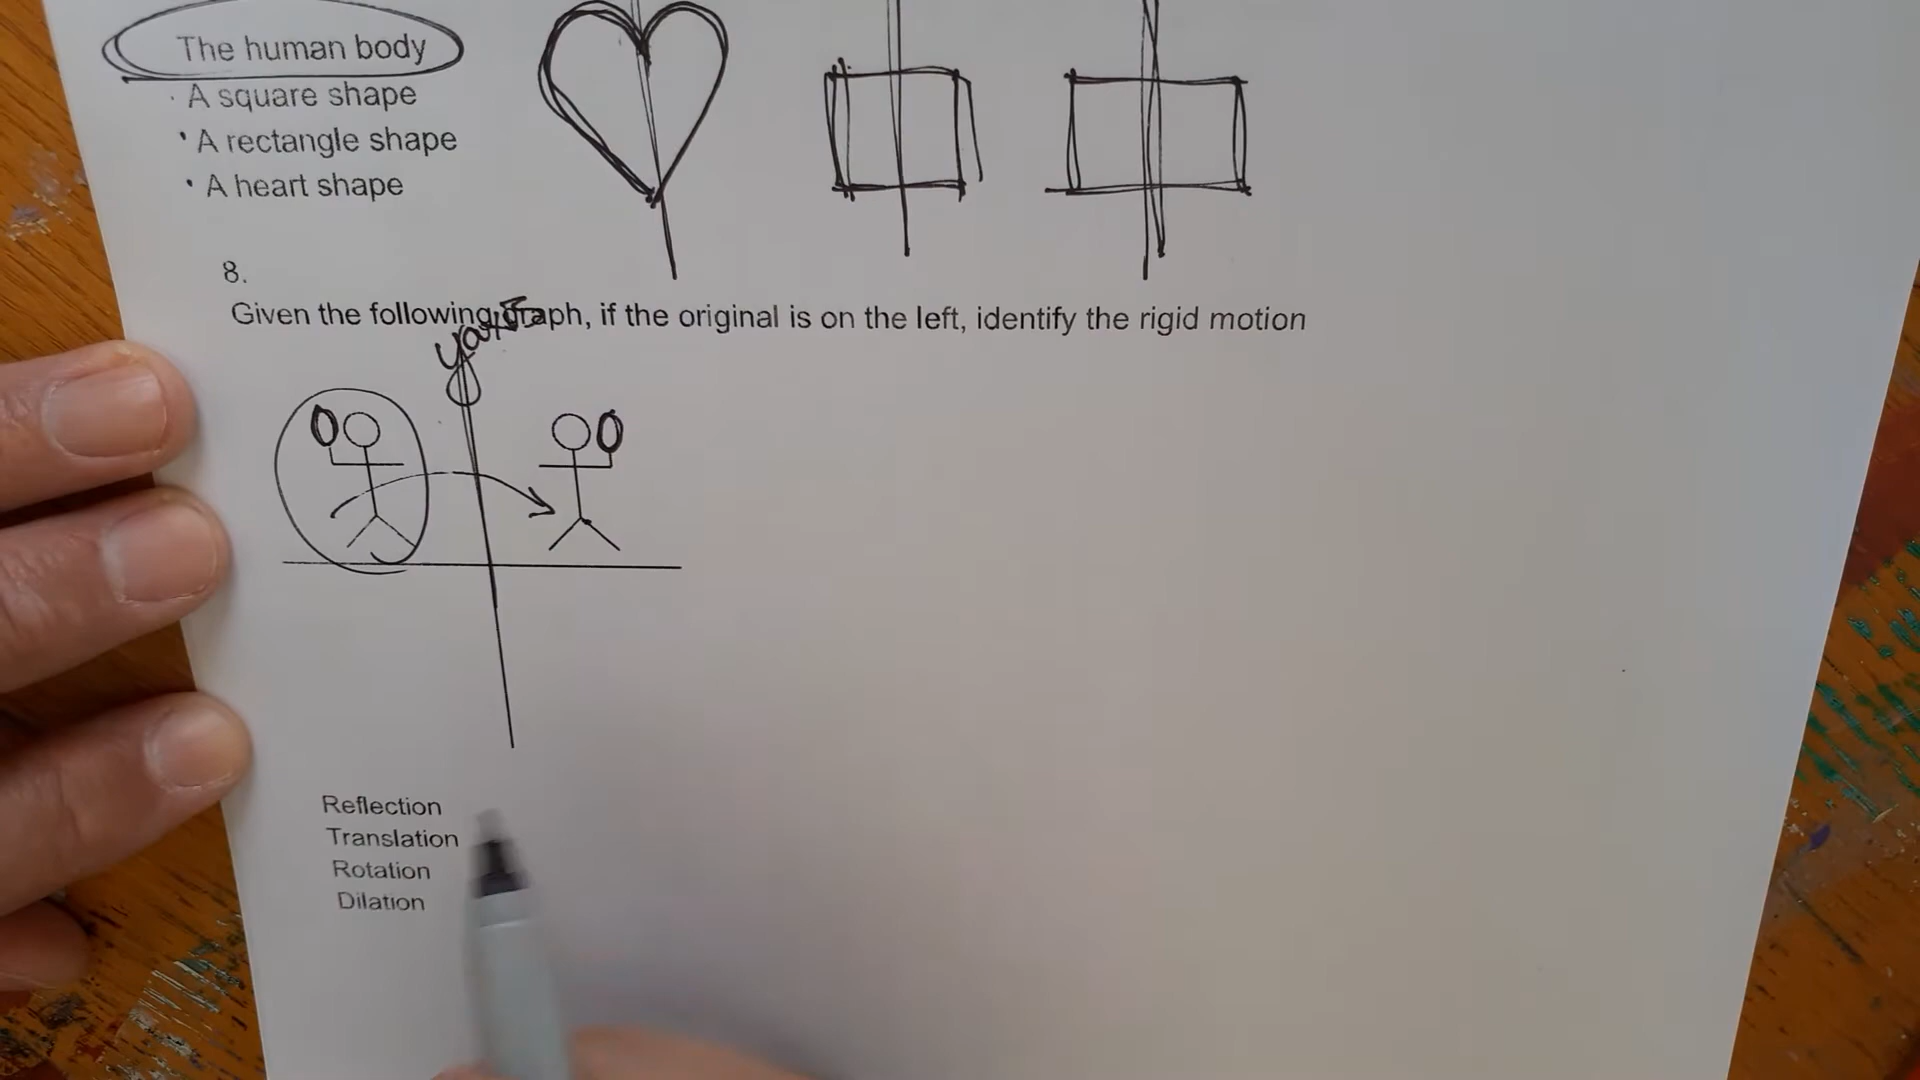 The human body
A square shape
A rectangle shape
A heart shape
8.
Given the following graph, if the original is on the left, identify the rigid motion
Reflection
Translation
Rotation
Dilation